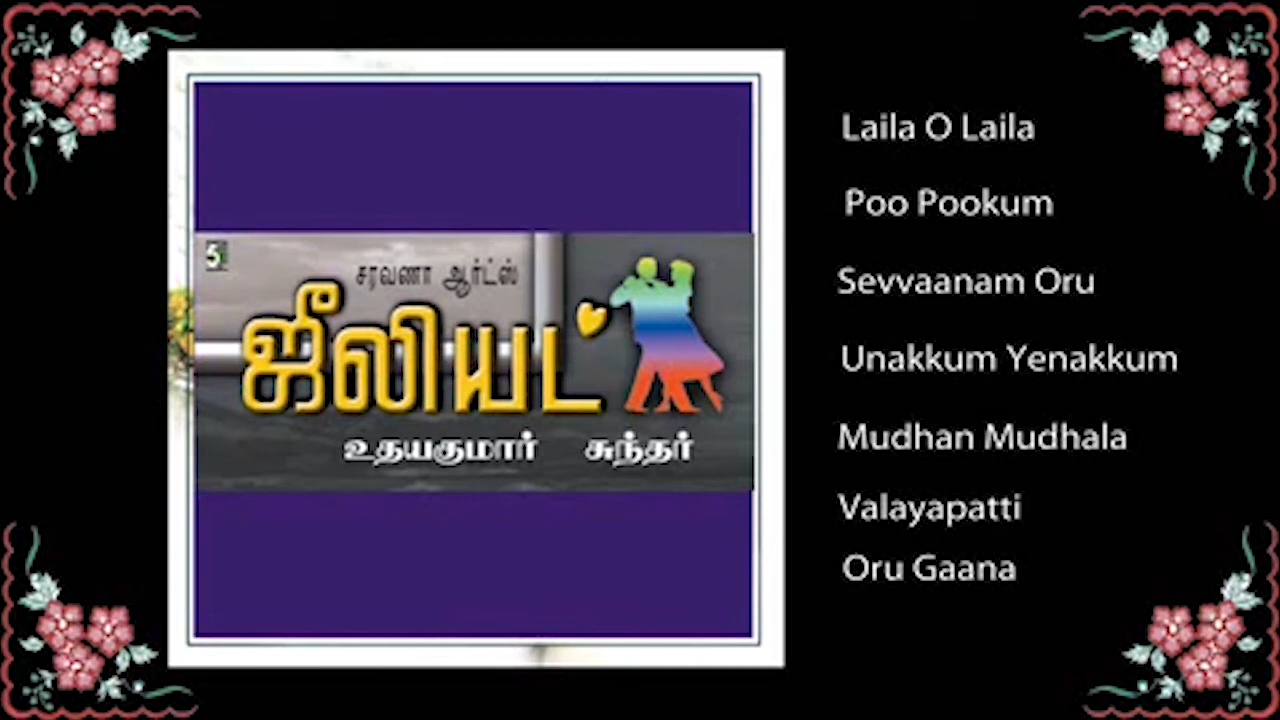 5
சரவணா ஆர்ட்ஸ்
ஜீலியட்
உதயகுமார் சுந்தர்
Laila O Laila
Poo Pookum
Sevvaanam Oru
Unakkum Yenakkum
Mudhan Mudhala
Valayapatti
Oru Gaana